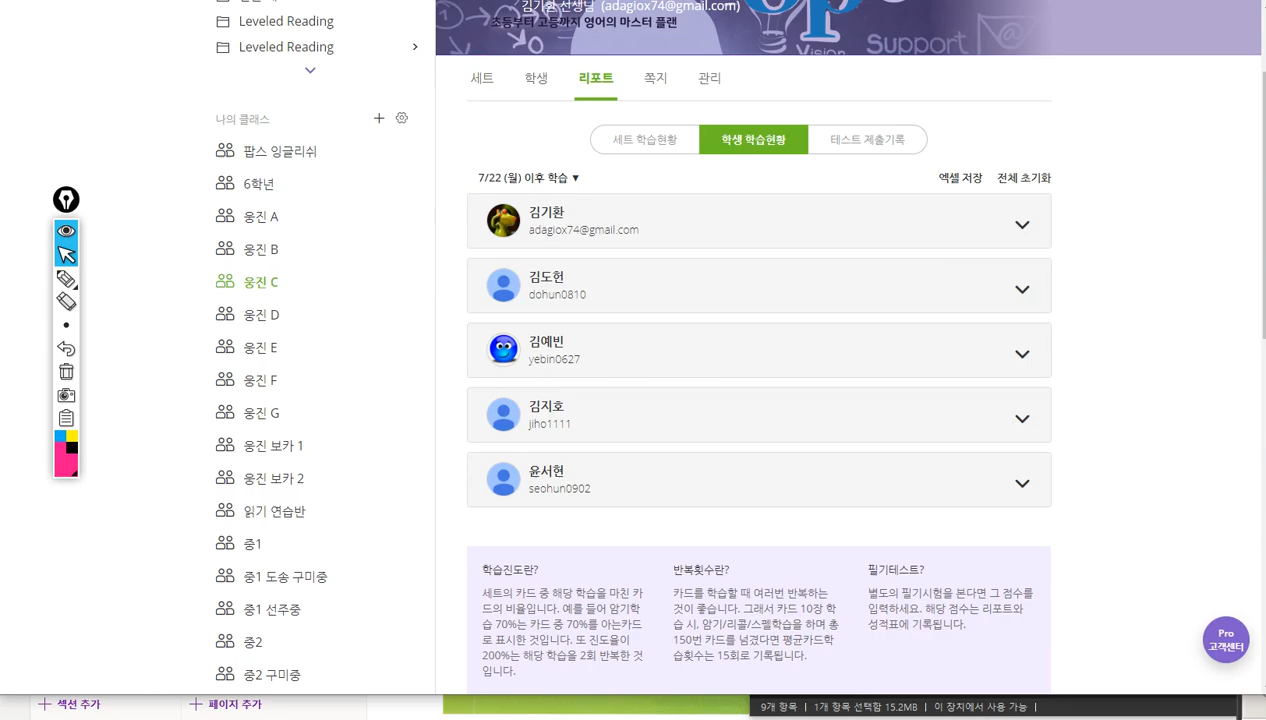 Leveled Reading
Leveled Reading
나의 클래스
팝스 잉글리쉬
6학년
웅진 A
웅진 B
웅진 C
웅진 D
웅진 E
웅진 F
웅진 G
웅진 보카 1
웅진 보카 2
읽기 연습반
중1
중1 도송 구미중
중1 선주중
중2
중2 구미중
김기환 선생님 (adagiox74@gmail.com)
초등부터 고등까지 영어의 마스터 플랜
Vision
Support
세트 학생 리포트 쪽지 관리
세트 학습현황 학생 학습현황 테스트 제출기록
7/22 (월) 이후 학습 ▼ 엑셀 저장 전체 초기화
김기환
adagiox74@gmail.com
김도헌
dohun0810
김예빈
yebin0627
김지호
jiho1111
윤서현
seohun0902
학습진도란?
세트의 카드 중 해당 학습을 마친 카
드의 비율입니다. 예를 들어 암기학
습 70%는 카드 중 70%를 아는카드
로 표시한 것입니다. 또 진도율이
200%는 해당 학습을 2회 반복한 것
입니다.
반복횟수란?
카드를 학습할 때 여러번 반복하는
것이 좋습니다. 그래서 카드 10장 학
습 시, 암기/리콜/스펠학습을 하며 총
150번 카드를 넘겼다면 평균카드학
습횟수는 15회로 기록됩니다.
필기테스트?
별도의 필기시험을 본다면 그 점수를
입력하세요. 해당 점수는 리포트와
성적표에 기록됩니다.
Pro
고객센터
섹션 추가 페이지 추가
9개 항목 | 1개 항목 선택함 15.2MB | 이 장치에서 사용 가능 |